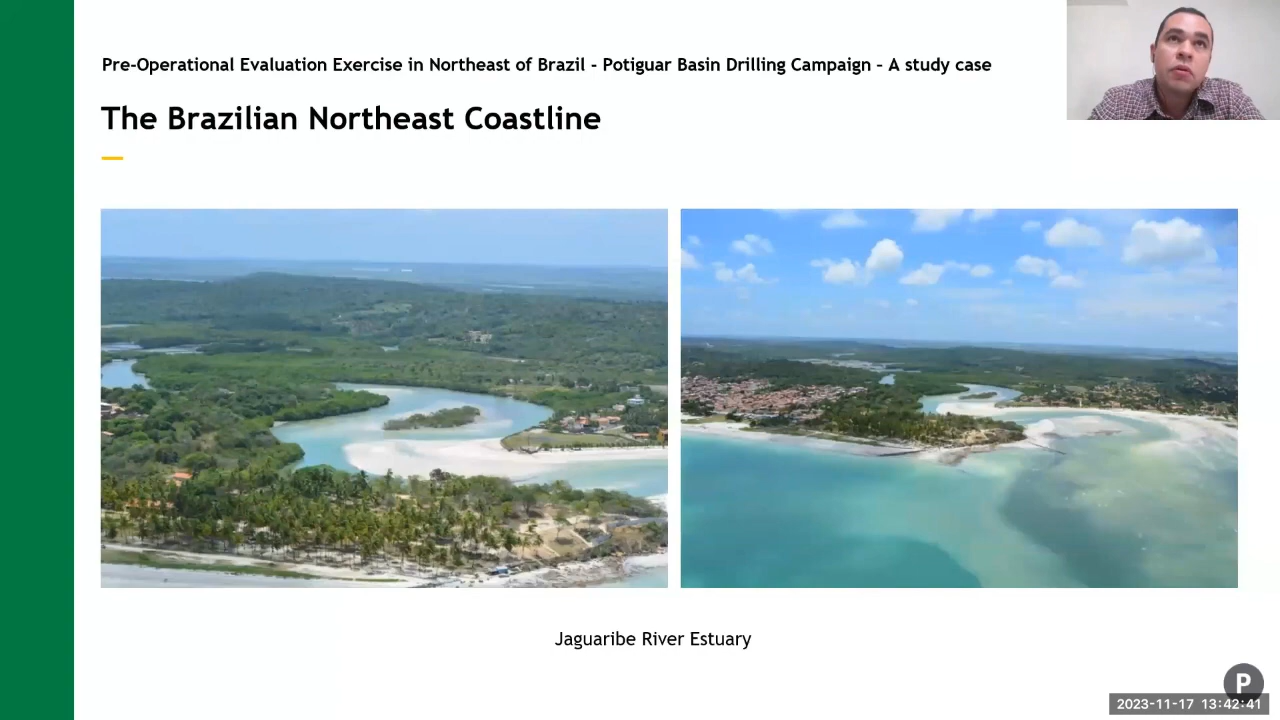 Pre-Operational Evaluation Exercise in Northeast of Brazil - Potiguar Basin Drilling Campaign – A study case
The Brazilian Northeast Coastline
Jaguaribe River Estuary
P
2023-11-17 13:42:41